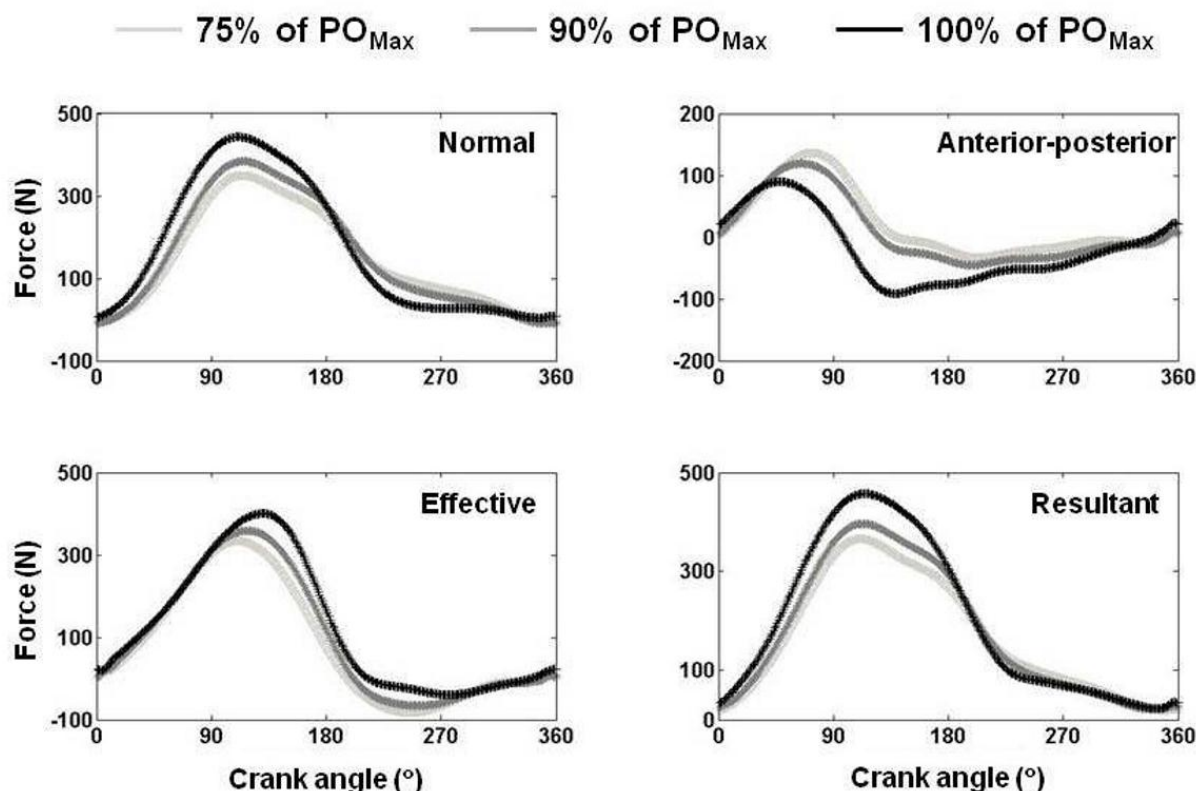 75% of POMax 90% of POMax 100% of POMax
500
300
100
-100
0 90 180 270 360
Force (N)
Normal
200
100
0
-100
-200
0 90 180 270 360
Anterior-posterior
500
300
100
-100
0 90 180 270 360
Force (N)
Effective
Crank angle (°)
500
300
100
0
0 90 180 270 360
Resultant
Crank angle (°)